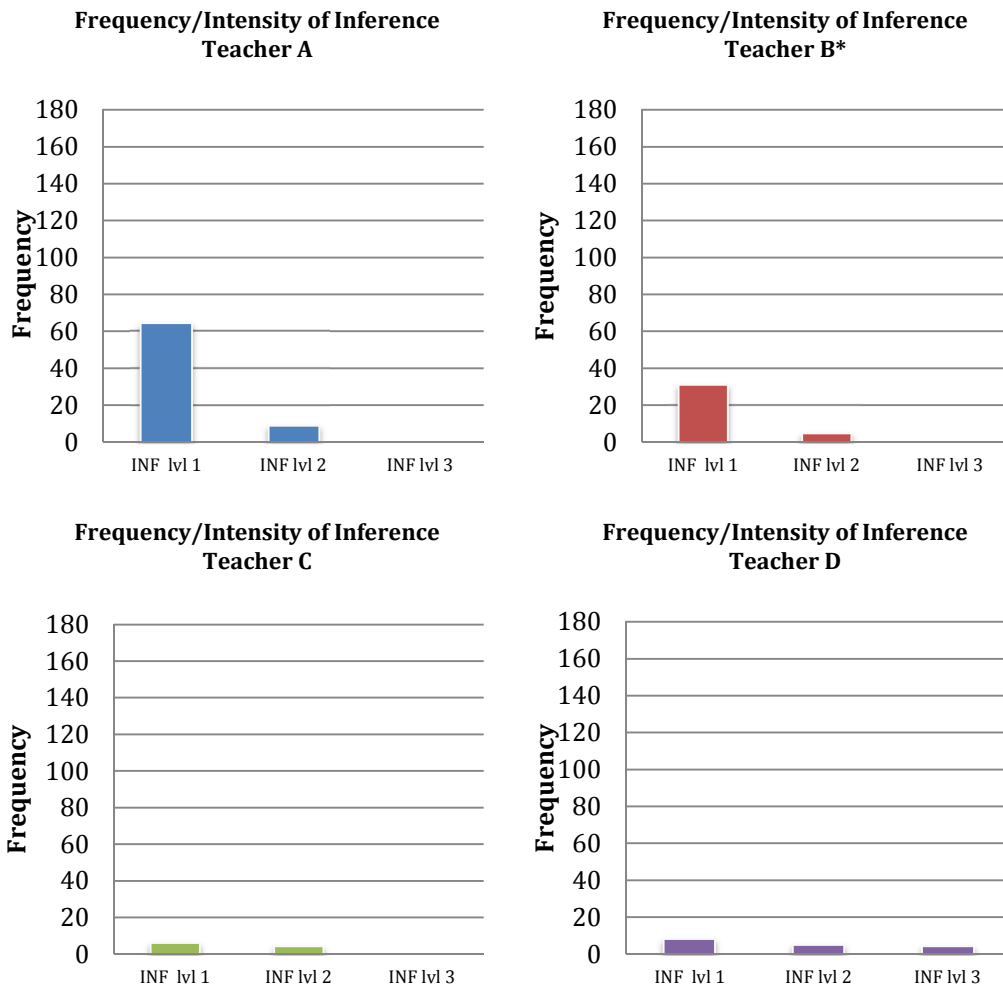 Frequency/Intensity of Inference
Teacher A
180
160
140
120
100
80
60
40
20
0
Frequency
INF lvl 1
INF lvl 2
INF lvl 3
Frequency/Intensity of Inference
Teacher B*
180
160
140
120
100
80
60
40
20
0
Frequency
INF lvl 1
INF lvl 2
INF lvl 3
Frequency/Intensity of Inference
Teacher C
180
160
140
120
100
80
60
40
20
0
Frequency
INF lvl 1
INF lvl 2
INF lvl 3
Frequency/Intensity of Inference
Teacher D
180
160
140
120
100
80
60
40
20
0
Frequency
INF lvl 1
INF lvl 2
INF lvl 3